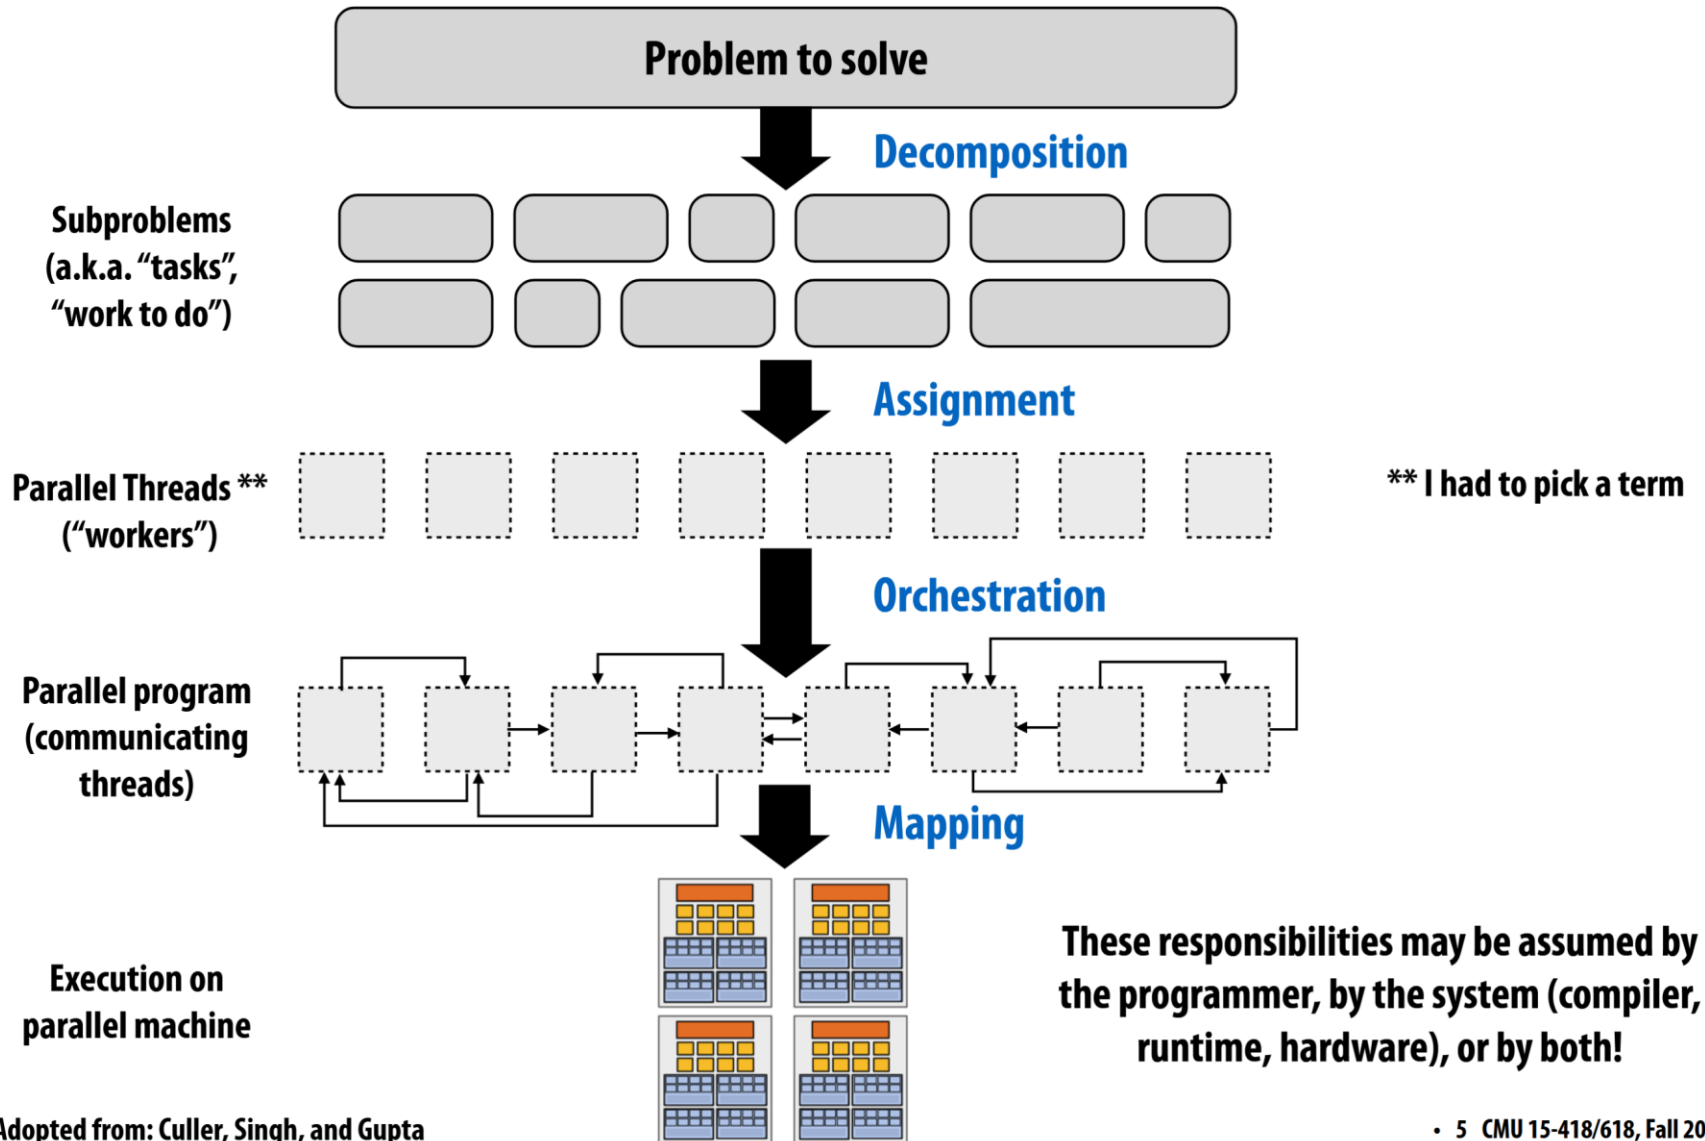 Problem to solve
Decomposition
Subproblems
(a.k.a. “tasks”,
“work to do”)
Assignment
Parallel Threads **
(“workers”)
** I had to pick a term
Orchestration
Parallel program
(communicating
threads)
Mapping
Execution on
parallel machine
These responsibilities may be assumed by
the programmer, by the system (compiler,
runtime, hardware), or by both!
Adopted from: Culler, Singh, and Gupta
• 5 CMU 15-418/618, Fall 20